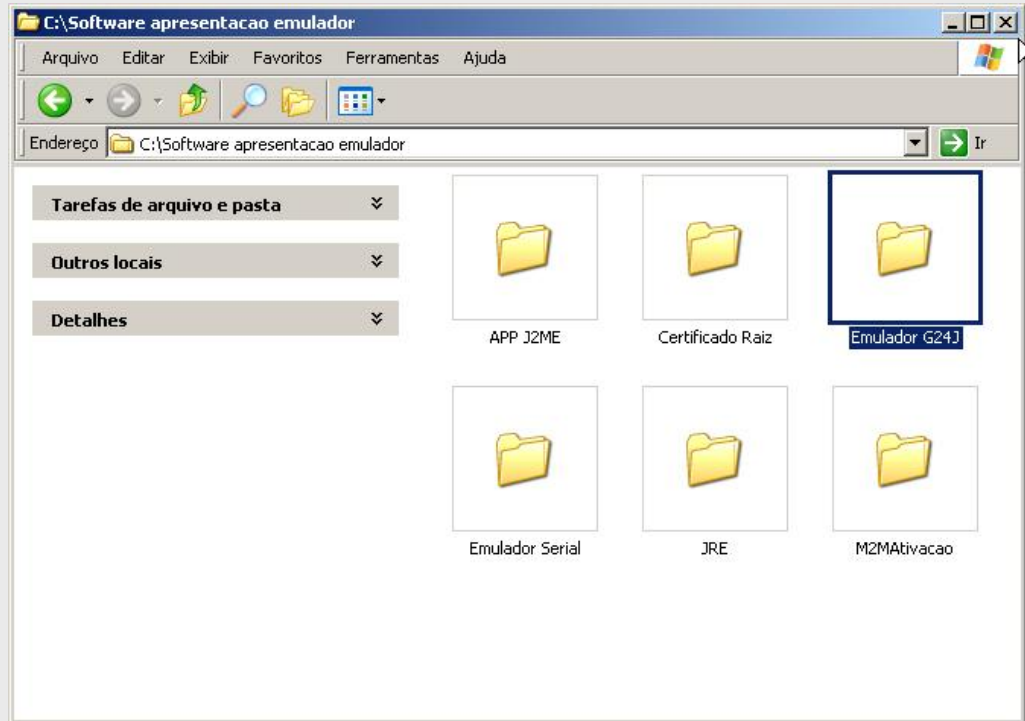 C:\Software apresentacao emulador
Arquivo Editar Exibir Favoritos Ferramentas Ajuda
Endereço C:\Software apresentacao emulador Ir
Tarefas de arquivo e pasta
Outros locais
Detalhes
APP J2ME Certificado Raiz Emulador G24J
Emulador Serial JRE M2MAtivacao